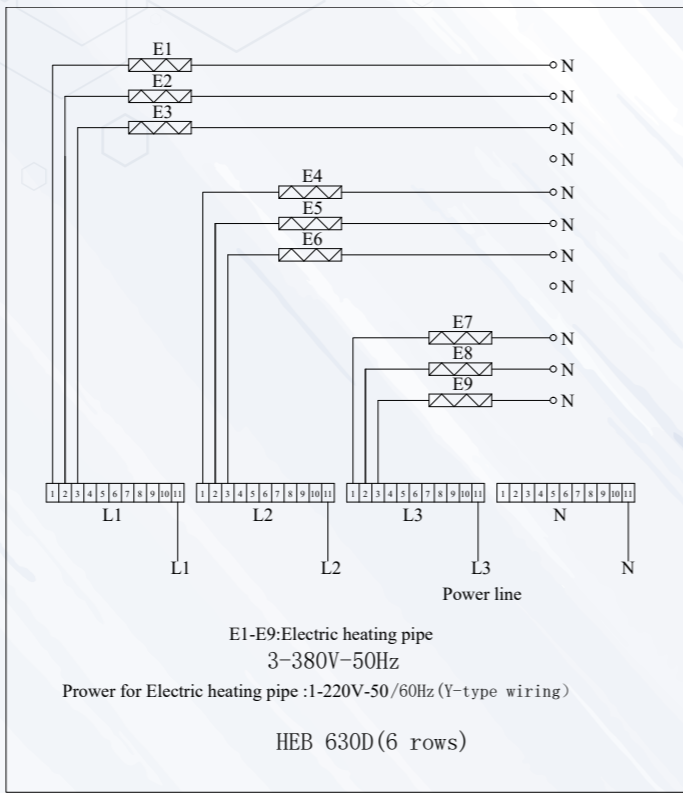 E1
N
E2
N
E3
N
N
E4
N
E5
N
E6
N
N
E7
N
E8
N
E9
N
1 2 3 4 5 6 7 8 9 10 11
1 2 3 4 5 6 7 8 9 10 11
1 2 3 4 5 6 7 8 9 10 11
1 2 3 4 5 6 7 8 9 10 11
L1
L2
L3
N
L1
L2
L3
N
Power line
E1-E9:Electric heating pipe
3-380V-50Hz
Prower for Electric heating pipe :1-220V-50/60Hz(Y-type wiring)
HEB 630D(6 rows)